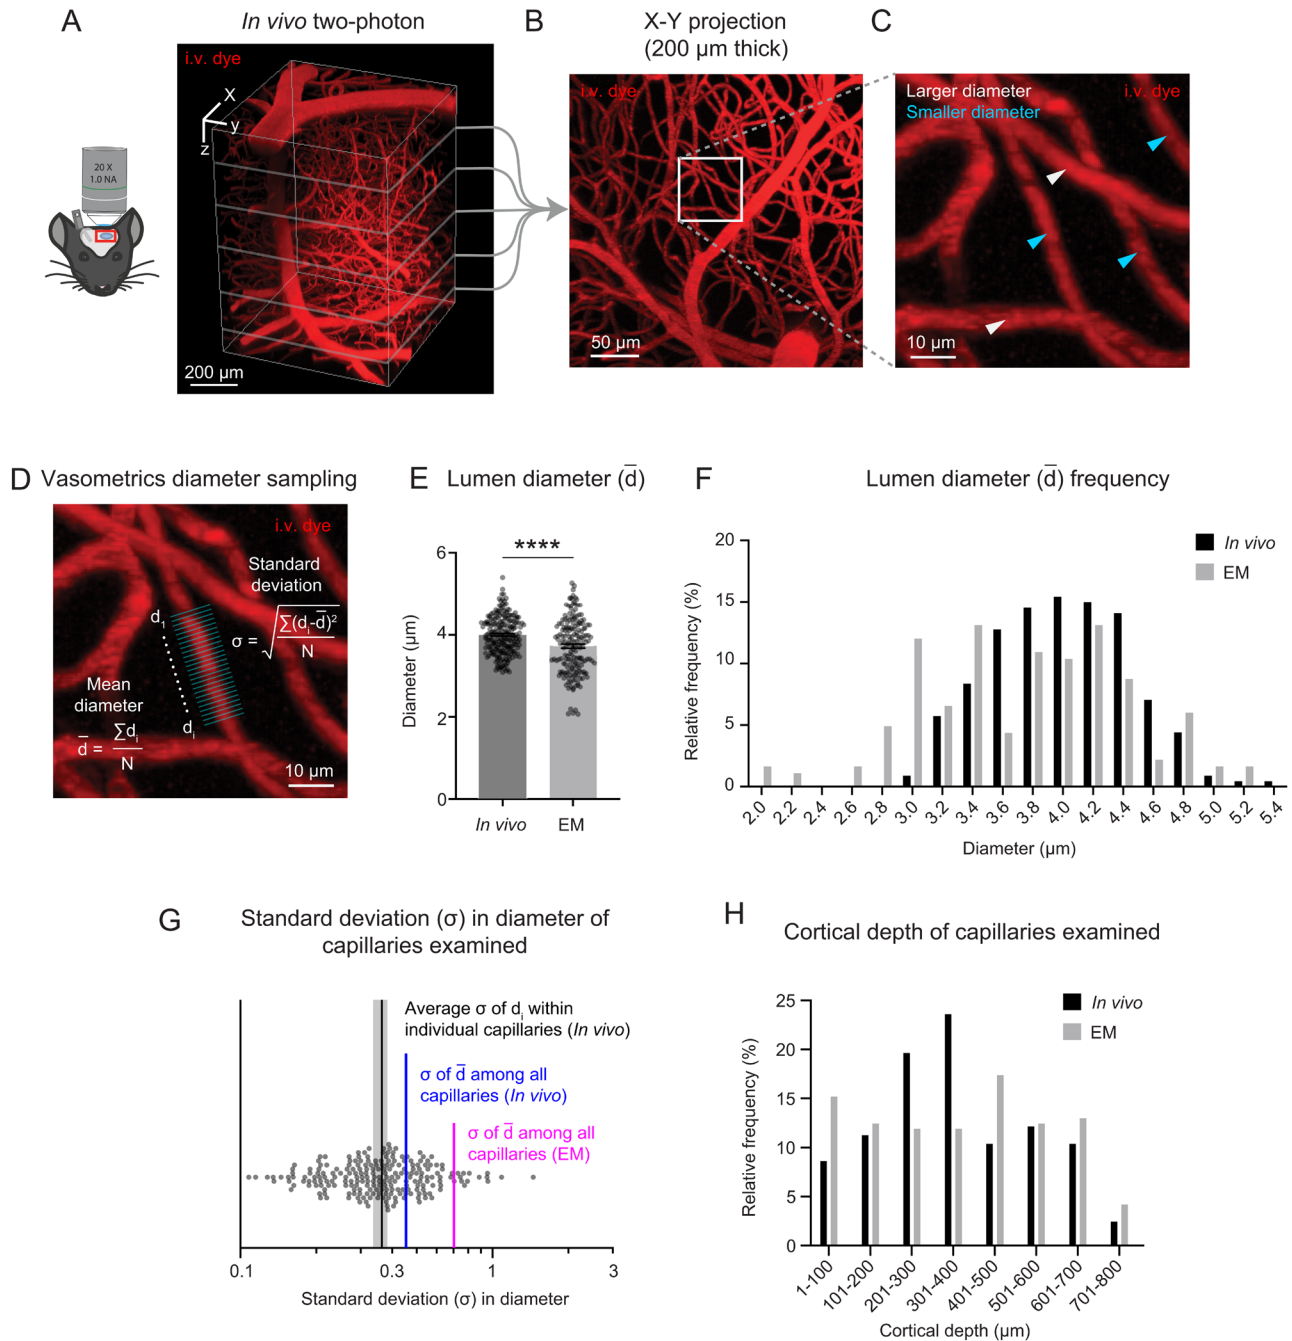 A
In vivo two-photon
i.v. dye
X
y
z
20 X
1.0 NA
200 µm
B
X-Y projection
(200 µm thick)
i.v. dye
50 µm
C
Larger diameter
Smaller diameter
i.v. dye
10 µm
D
Vasometrics diameter sampling
i.v. dye
Standard
deviation
σ = √(∑(dᵢ-d̅)²/N)
d₁
dᵢ
Mean
diameter
d̅ = ∑dᵢ/N
10 µm
E
Lumen diameter (d̅)
****
Diameter (µm)
6
4
2
0
In vivo
EM
F
Lumen diameter (d̅) frequency
In vivo
EM
Relative frequency (%)
20
15
10
5
0
2.0 2.2 2.4 2.6 2.8 3.0 3.2 3.4 3.6 3.8 4.0 4.2 4.4 4.6 4.8 5.0 5.2 5.4
Diameter (µm)
G
Standard deviation (σ) in diameter of
capillaries examined
Average σ of dᵢ within
individual capillaries (In vivo)
σ of d̅ among all
capillaries (In vivo)
σ of d̅ among all
capillaries (EM)
0.1 0.3 1 3
Standard deviation (σ) in diameter
H
Cortical depth of capillaries examined
In vivo
EM
Relative frequency (%)
25
20
15
10
5
0
1-100 101-200 201-300 301-400 401-500 501-600 601-700 701-800
Cortical depth (µm)